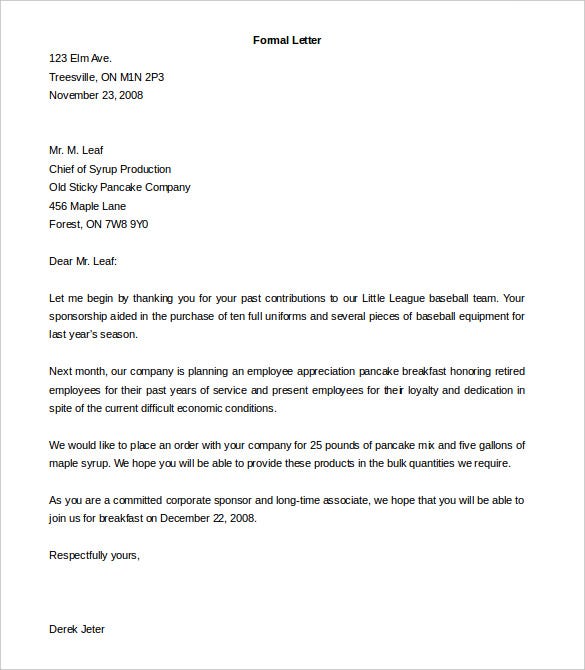 Formal Letter
123 Elm Ave.
Treesville, ON M1N 2P3
November 23, 2008
Mr. M. Leaf
Chief of Syrup Production
Old Sticky Pancake Company
456 Maple Lane
Forest, ON 7W8 9Y0
Dear Mr. Leaf:
Let me begin by thanking you for your past contributions to our Little League baseball team. Your
sponsorship aided in the purchase of ten full uniforms and several pieces of baseball equipment for
last year's season.
Next month, our company is planning an employee appreciation pancake breakfast honoring retired
employees for their past years of service and present employees for their loyalty and dedication in
spite of the current difficult economic conditions.
We would like to place an order with your company for 25 pounds of pancake mix and five gallons of
maple syrup. We hope you will be able to provide these products in the bulk quantities we require.
As you are a committed corporate sponsor and long-time associate, we hope that you will be able to
join us for breakfast on December 22, 2008.
Respectfully yours,
Derek Jeter